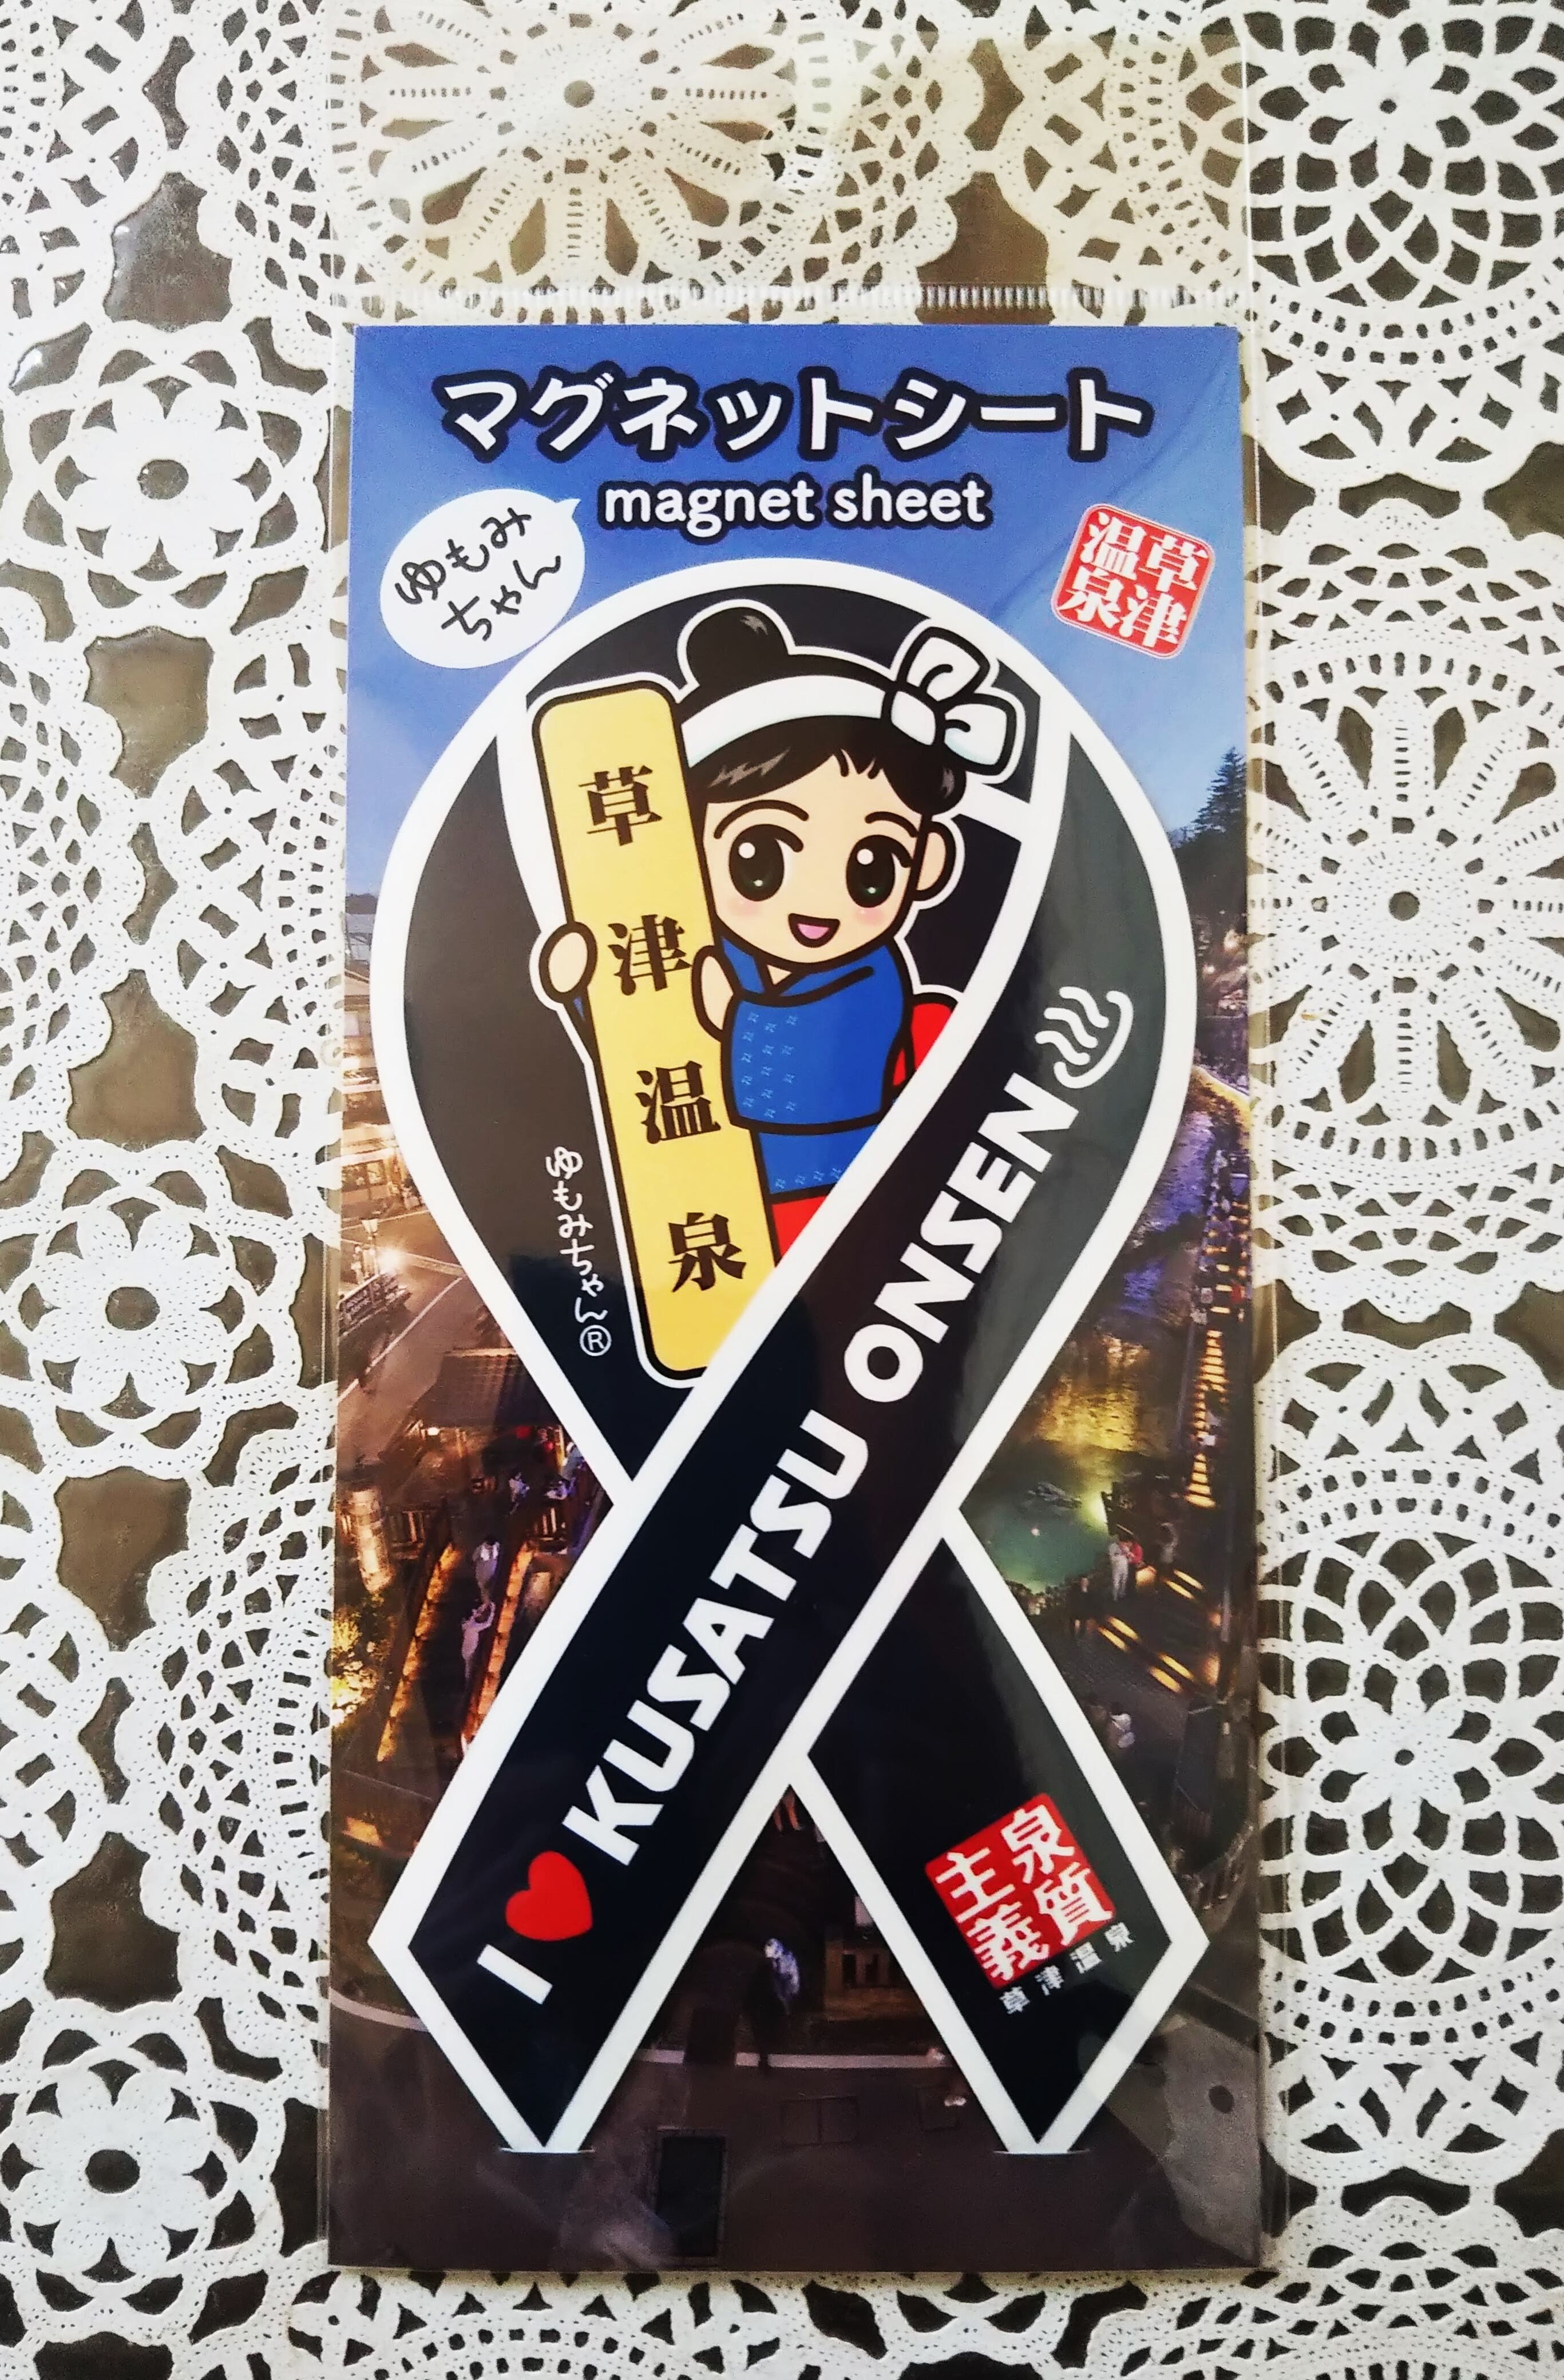 マグネットシート
magnet sheet
ゆもみ
ちゃん
草津
温泉
草津温泉
ゆもみちゃん®
I ♥ KUSATSU ONSEN ♨
泉質
主義
草津温泉